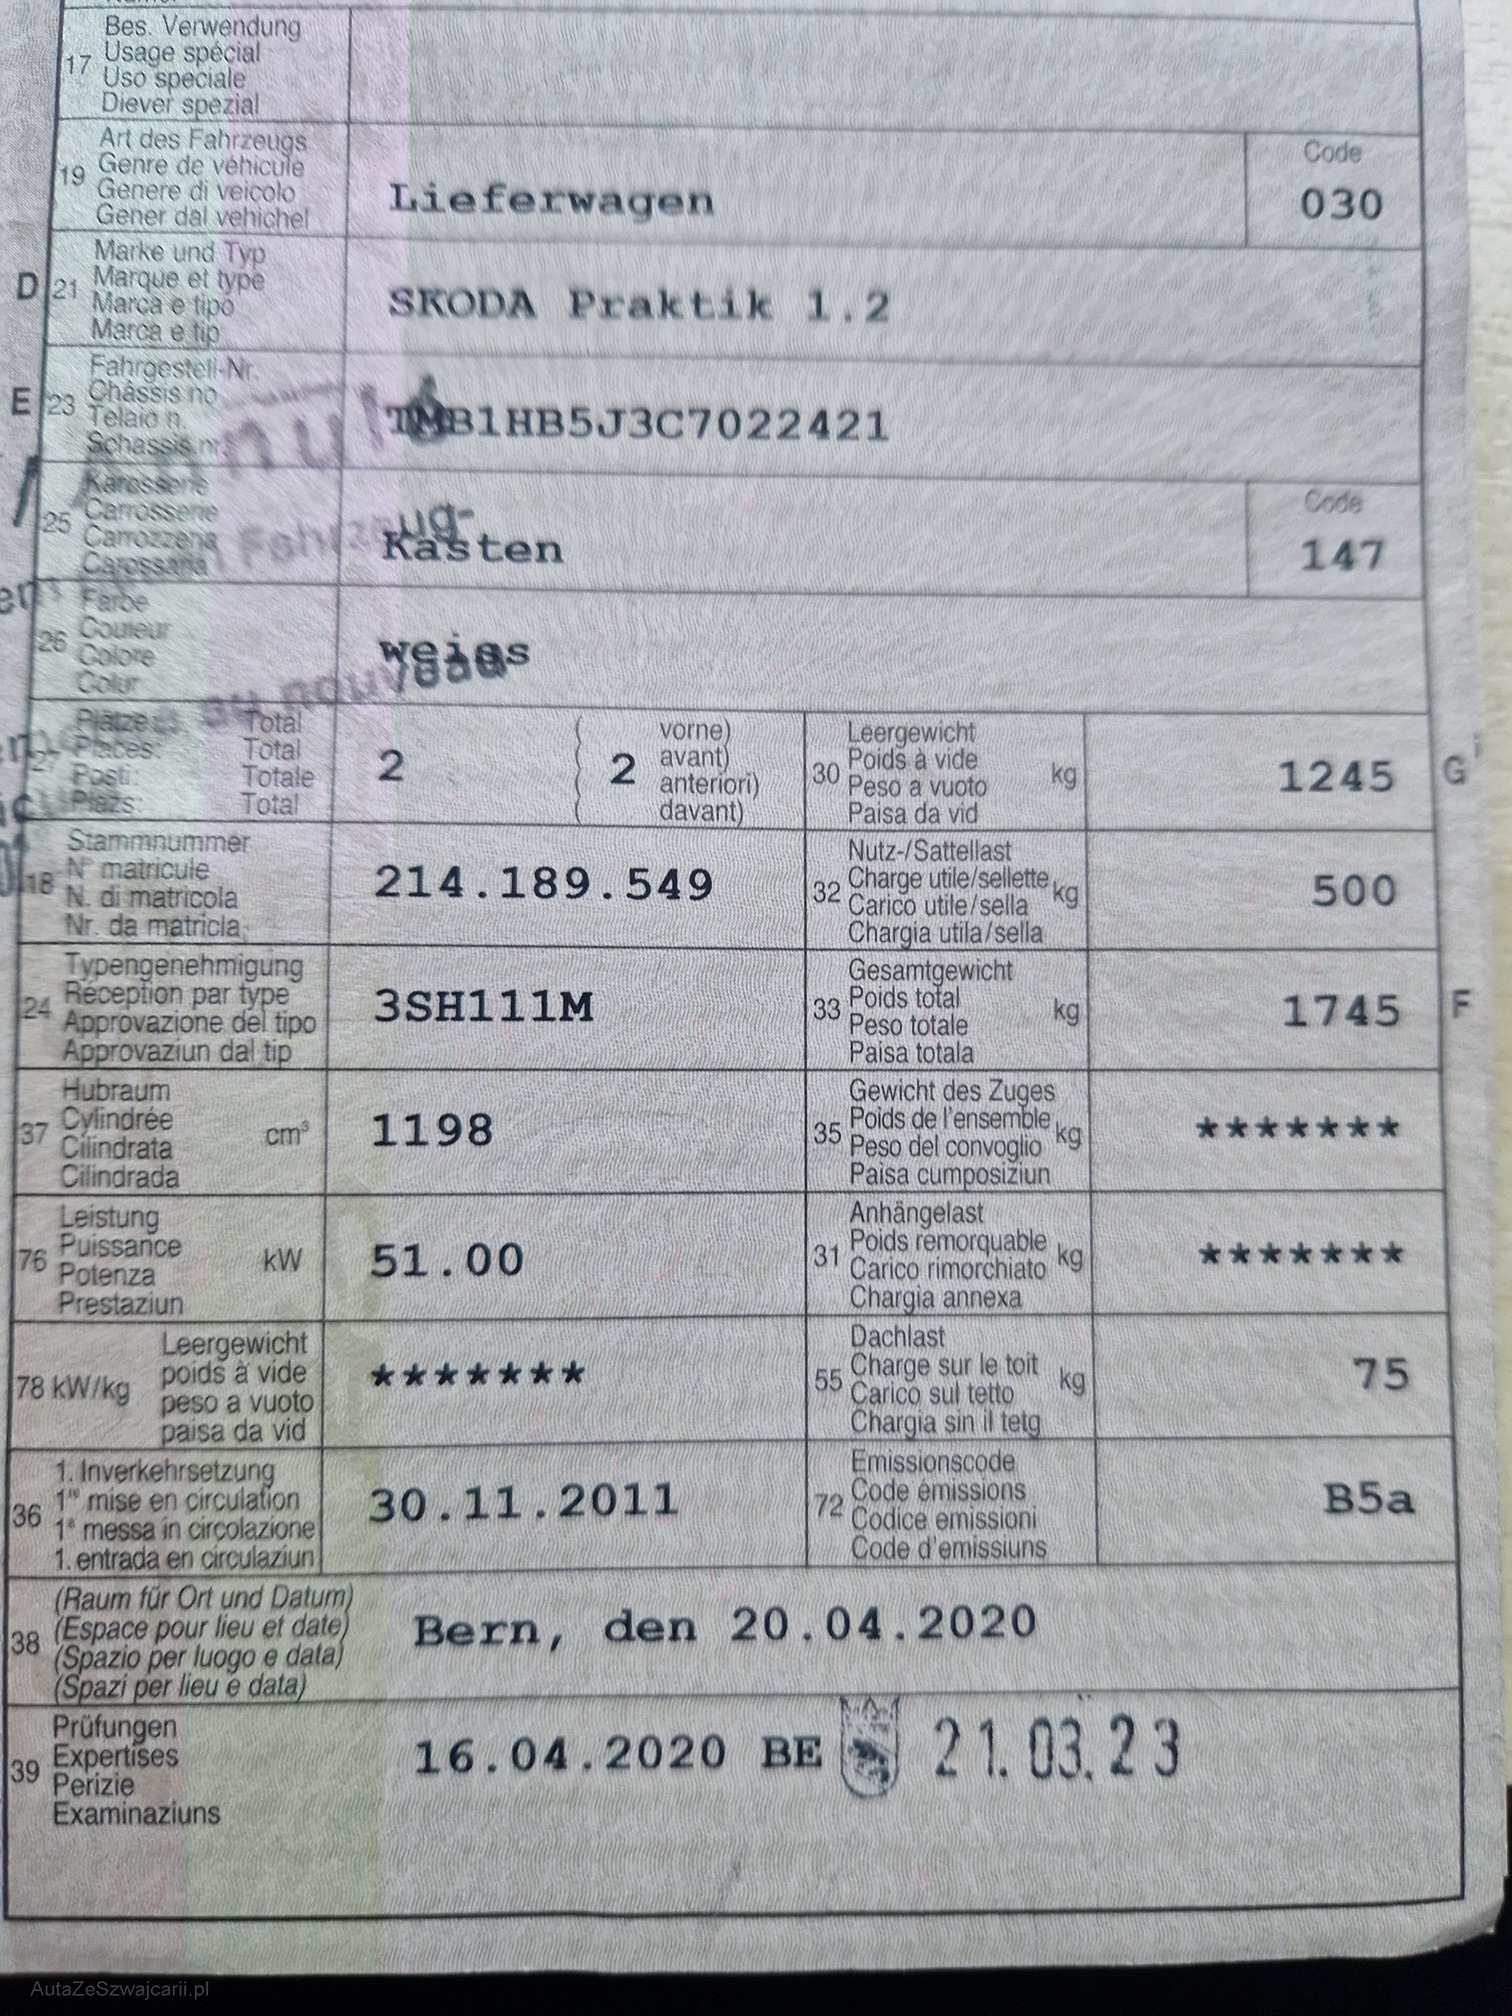 17 Bes. Verwendung
Usage spécial
Uso speciale
Diever spezial
19 Art des Fahrzeugs
Genre de véhicule
Genere di veicolo
Gener dal vehichel
Lieferwagen
Code
030
D 21 Marke und Typ
Marque et type
Marca e tipo
Marca e tip
SKODA Praktik 1.2
E 23 Fahrgestell-Nr.
Châssis no
Telaio n.
Schassis nr.
TMB1HB5J3C7022421
25 Karosserie
Carrosserie
Carrozzeria
Carossaria
Fahrzeug-
Kasten
Code
147
26 Farbe
Couleur
Colore
Colur
weiss
27 Plätze: Total
Places: Total
Posti: Totale
Plazs: Total
2
( 2 vorne)
( avant)
( anteriori)
( davant)
30 Leergewicht
Poids à vide
Peso a vuoto
Paisa da vid
kg
1245 G
18 Stammnummer
N° matricule
N. di matricola
Nr. da matricla
214.189.549
32 Nutz-/Sattellast
Charge utile/sellette
Carico utile/sella
Chargia utila/sella
kg
500
24 Typengenehmigung
Réception par type
Approvazione del tipo
Approvaziun dal tip
3SH111M
33 Gesamtgewicht
Poids total
Peso totale
Paisa totala
kg
1745 F
37 Hubraum
Cylindrée
Cilindrata
Cilindrada
cm³
1198
35 Gewicht des Zuges
Poids de l'ensemble
Peso del convoglio
Paisa cumposiziun
kg
*******
76 Leistung
Puissance
Potenza
Prestaziun
kW
51.00
31 Anhängelast
Poids remorquable
Carico rimorchiato
Chargia annexa
kg
*******
78 kW/kg
Leergewicht
poids à vide
peso a vuoto
paisa da vid
*******
55 Dachlast
Charge sur le toit
Carico sul tetto
Chargia sin il tetg
kg
75
36 1. Inverkehrsetzung
1re mise en circulation
1a messa in circolazione
1. entrada en circulaziun
30.11.2011
72 Emissionscode
Code émissions
Codice emissioni
Code d'emissiuns
B5a
38 (Raum für Ort und Datum)
(Espace pour lieu et date)
(Spazio per luogo e data)
(Spazi per lieu e data)
Bern, den 20.04.2020
39 Prüfungen
Expertises
Perizie
Examinaziuns
16.04.2020 BE 21.03.23
AutaZeSzwajcarii.pl